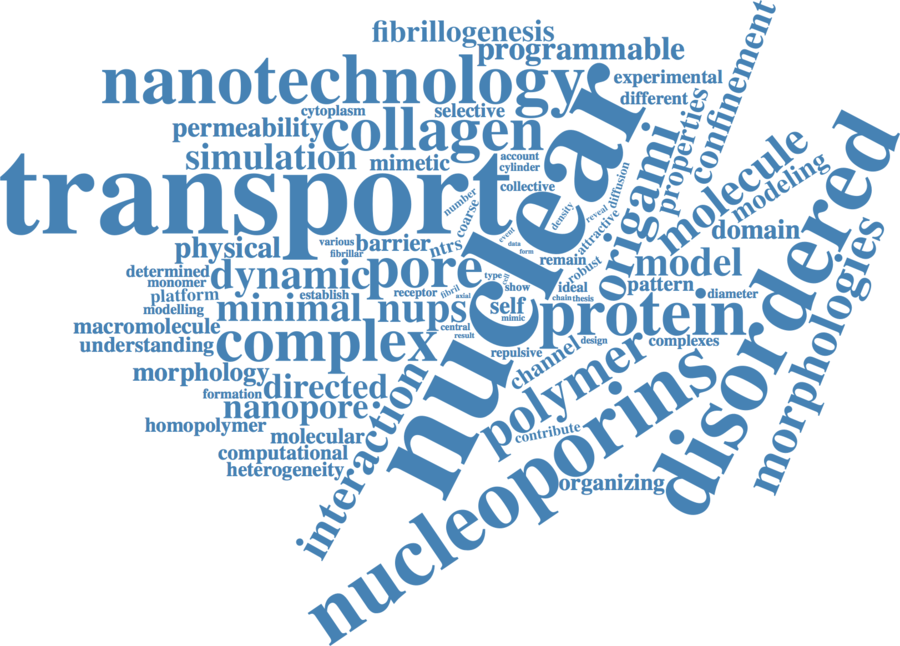 fibrillogenesis
programmable
nanotechnology
experimental
different
cytoplasm
selective
permeability
collagen
simulation
mimetic
account
cylinder
collective
transport
nuclear
confinement
properties
origami
molecule
modeling
disordered
morphologies
domain
number
coarse
density
reveal
diffusion
attractive
event
data
form
physical
various
fibrillar
barrier
ntrs
remain
robust
model
determined
monomer
dynamic
pore
type
show
ideal
pattern
diameter
platform
modelling
establish
receptor
fibril
axial
chain
thesis
minimal
nups
self
mimic
protein
macromolecule
understanding
complex
central
result
repulsive
channel
design
complexes
morphology
formation
directed
nanopore
interaction
polymer
contribute
nucleoporins
organizing
homopolymer
molecular
computational
heterogeneity